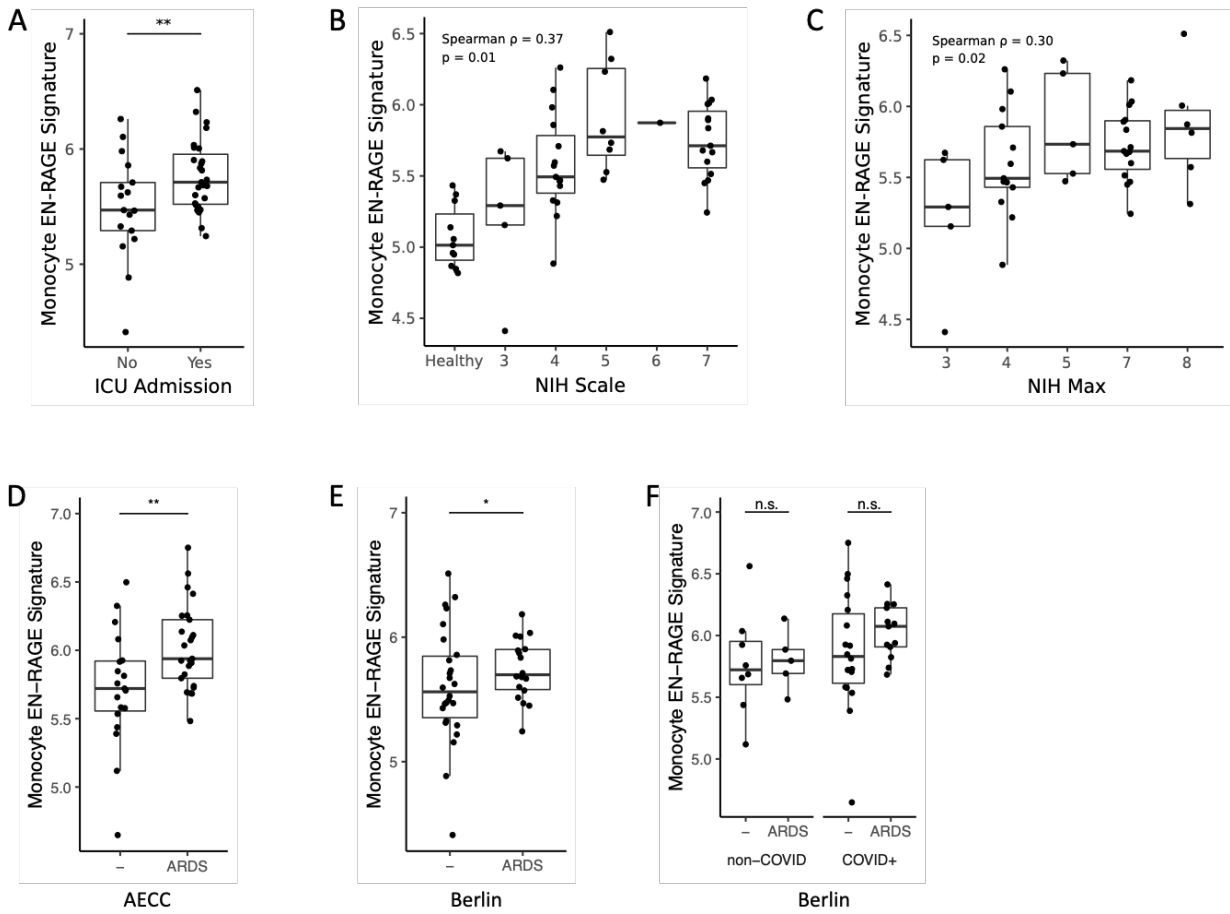 A
Monocyte EN-RAGE Signature
7
6
5
**
No
Yes
ICU Admission
B
Monocyte EN-RAGE Signature
6.5
6.0
5.5
5.0
4.5
Spearman ρ = 0.37
p = 0.01
Healthy
3
4
5
6
7
NIH Scale
C
Monocyte EN-RAGE Signature
6.5
6.0
5.5
5.0
4.5
Spearman ρ = 0.30
p = 0.02
3
4
5
7
8
NIH Max
D
Monocyte EN−RAGE Signature
7.0
6.5
6.0
5.5
5.0
**
−
ARDS
AECC
E
Monocyte EN−RAGE Signature
7
6
5
*
−
ARDS
Berlin
F
Monocyte EN−RAGE Signature
7.0
6.5
6.0
5.5
5.0
n.s.
n.s.
−
ARDS
−
ARDS
non−COVID
COVID+
Berlin